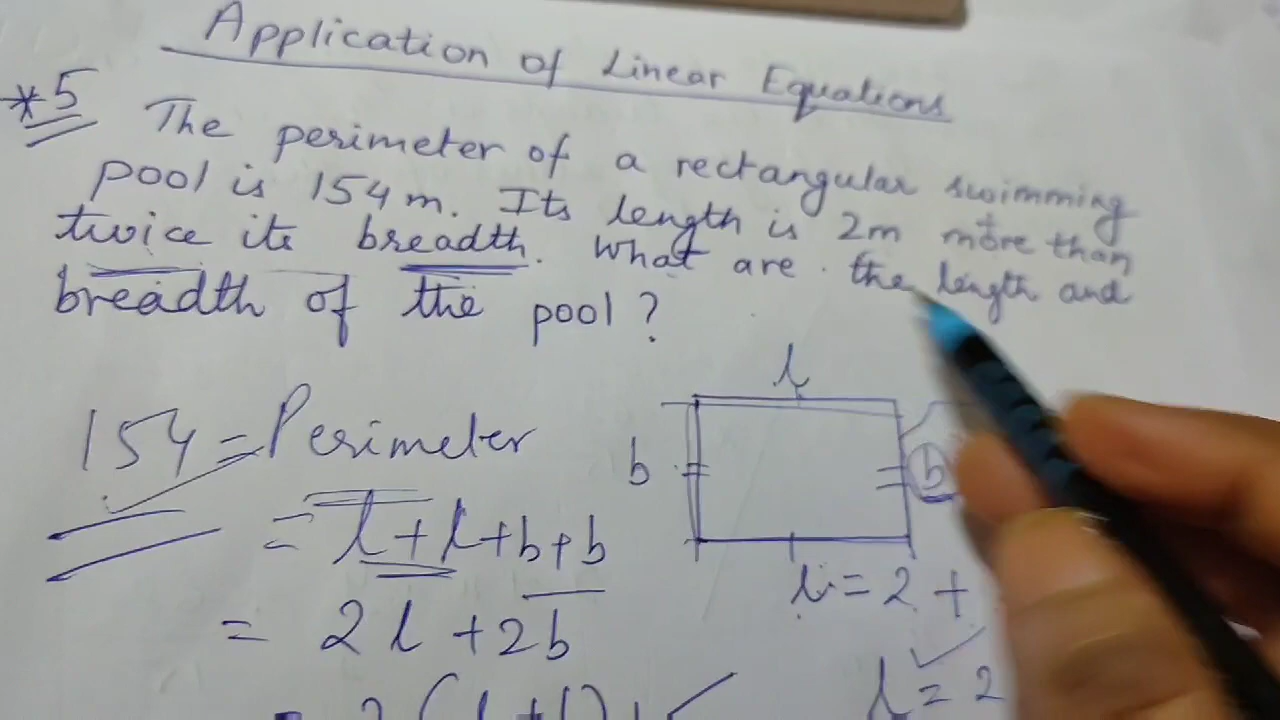 Application of Linear Equations
*5
The perimeter of a rectangular swimming
pool is 154 m. Its length is 2m more than
twice its breadth. What are the length and
breadth of the pool?
154 = Perimeter
= l + l + b + b
= 2l + 2b
l
b
b
l = 2 +
l = 2